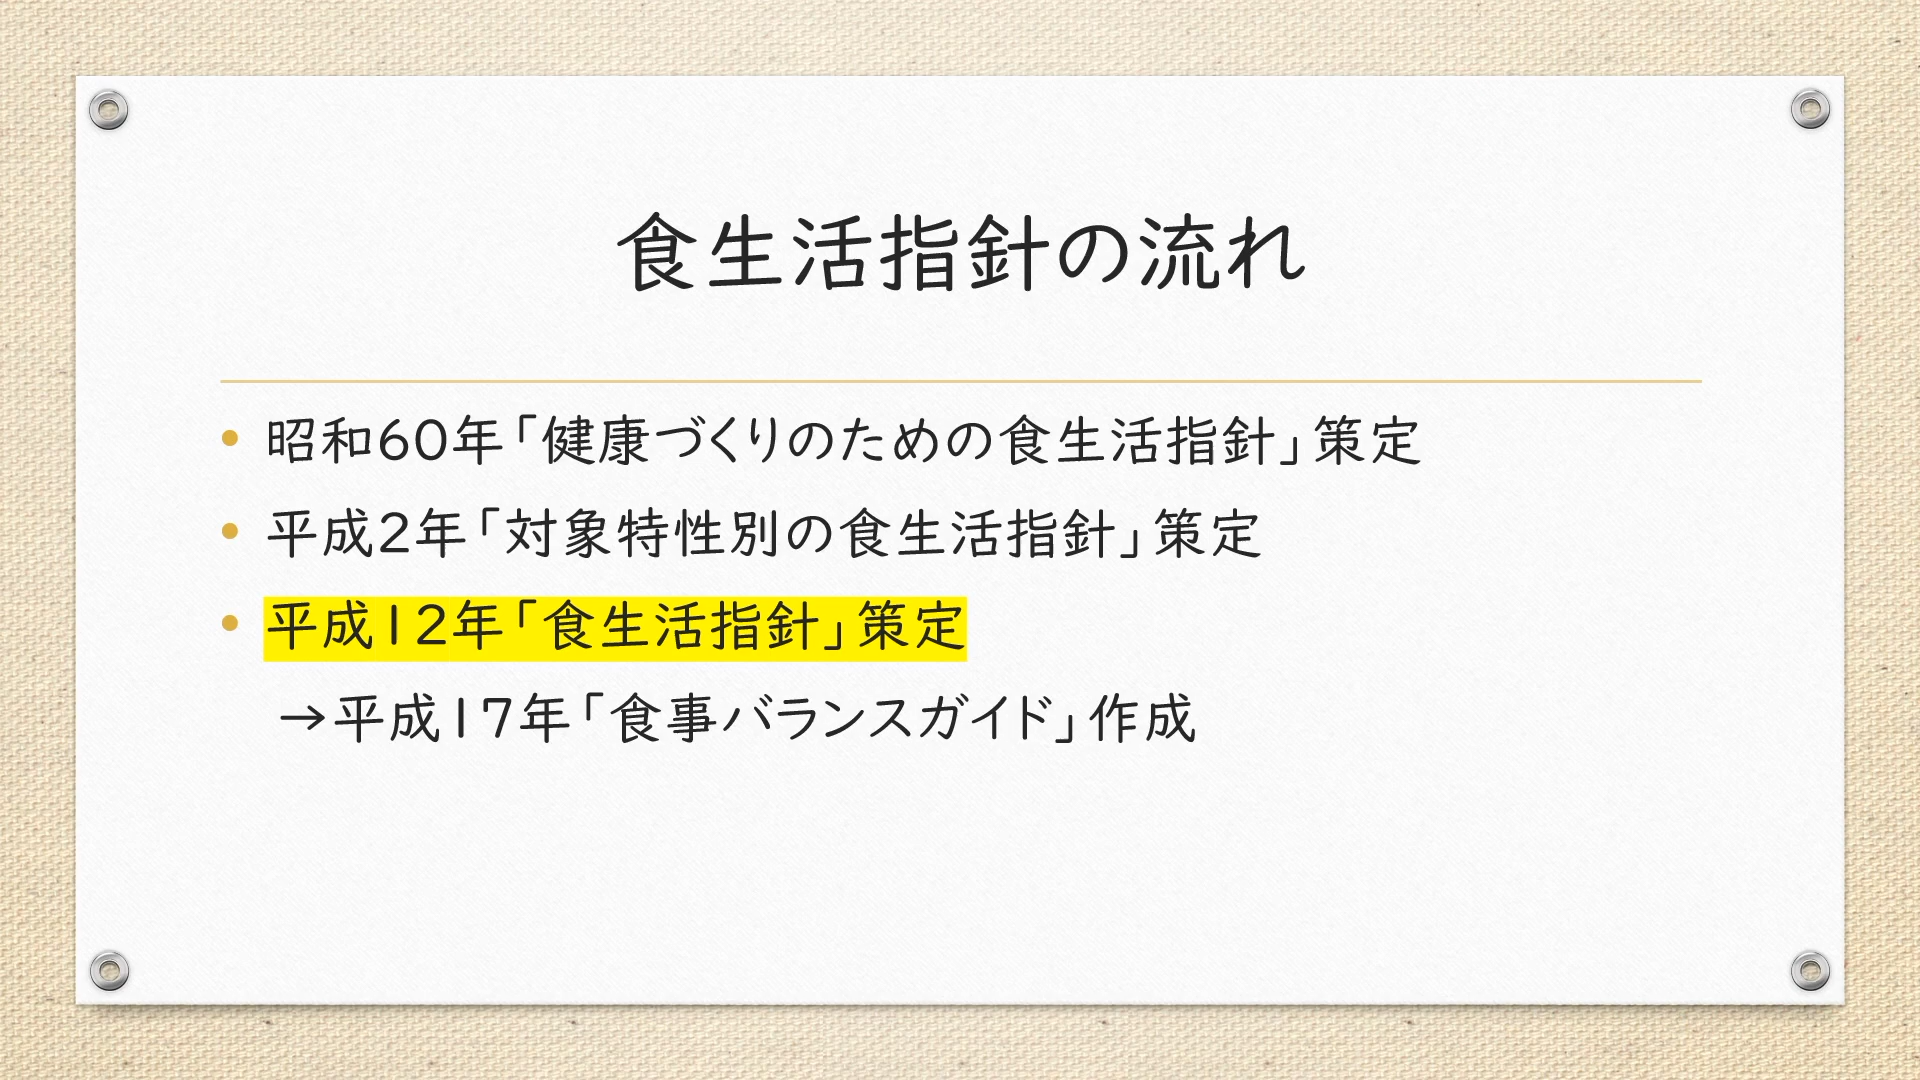 食生活指針の流れ
• 昭和60年「健康づくりのための食生活指針」策定
• 平成2年「対象特性別の食生活指針」策定
• 平成12年「食生活指針」策定
→平成17年「食事バランスガイド」作成